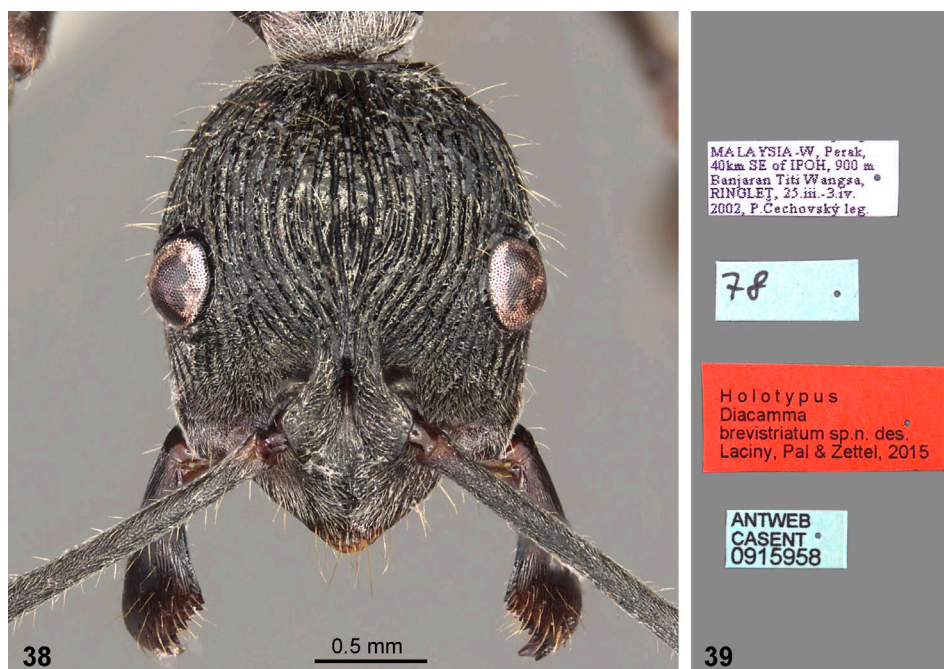 38
0.5 mm
MALAYSIA-W, Perak,
40km SE of IPOH, 900 m
Banjaran Titi Wangsa,
RINGLET, 25.iii.-3.iv.
2002, P.Čechovský leg.
78
Holotypus
Diacamma
brevistriatum sp.n. des.
Laciny, Pal & Zettel, 2015
ANTWEB
CASENT
0915958
39